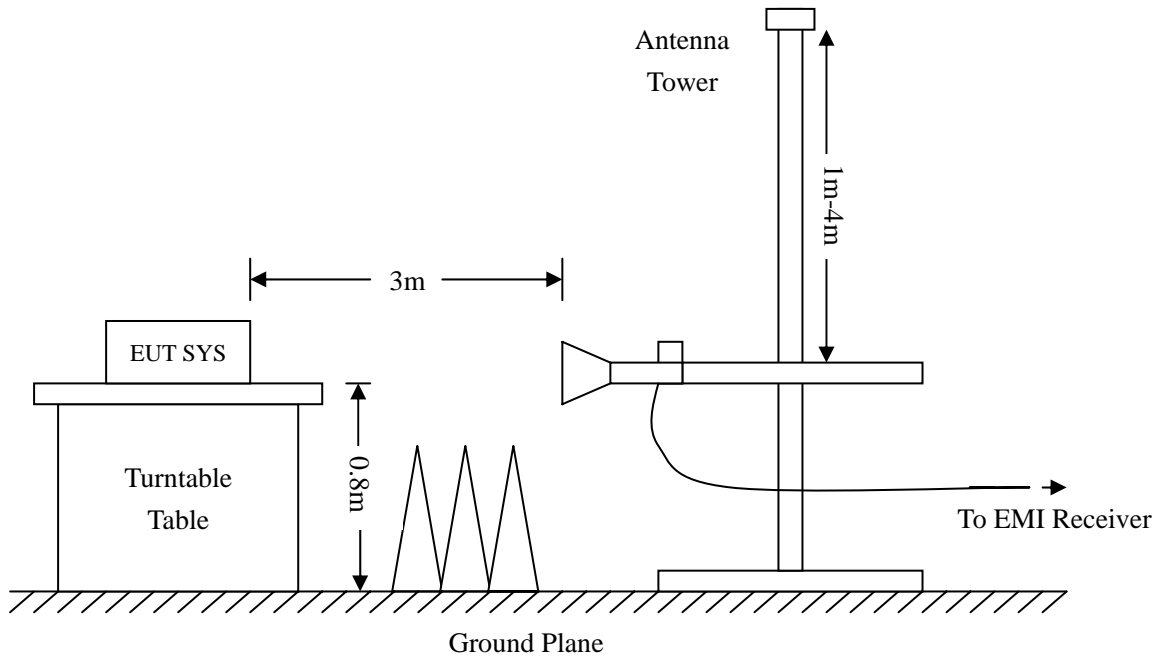 Antenna
Tower
1m-4m
3m
EUT SYS
0.8m
Turntable
Table
To EMI Receiver
Ground Plane